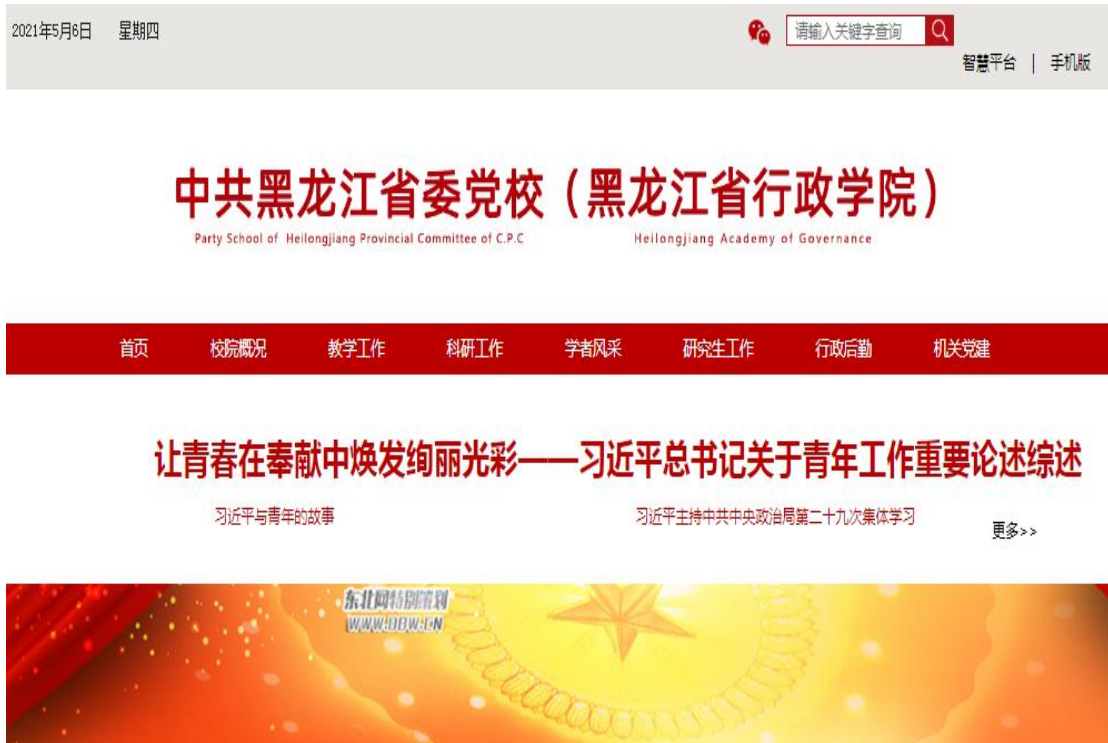 2021年5月6日 星期四
请输入关键字查询
智慧平台 | 手机版
中共黑龙江省委党校（黑龙江省行政学院）
Party School of Heilongjiang Provincial Committee of C.P.C Heilongjiang Academy of Governance
首页 校院概况 教学工作 科研工作 学者风采 研究生工作 行政后勤 机关党建
让青春在奉献中焕发绚丽光彩——习近平总书记关于青年工作重要论述综述
习近平与青年的故事 习近平主持中共中央政治局第二十九次集体学习
更多>>
东北网特别策划
WWW.DBW.CN